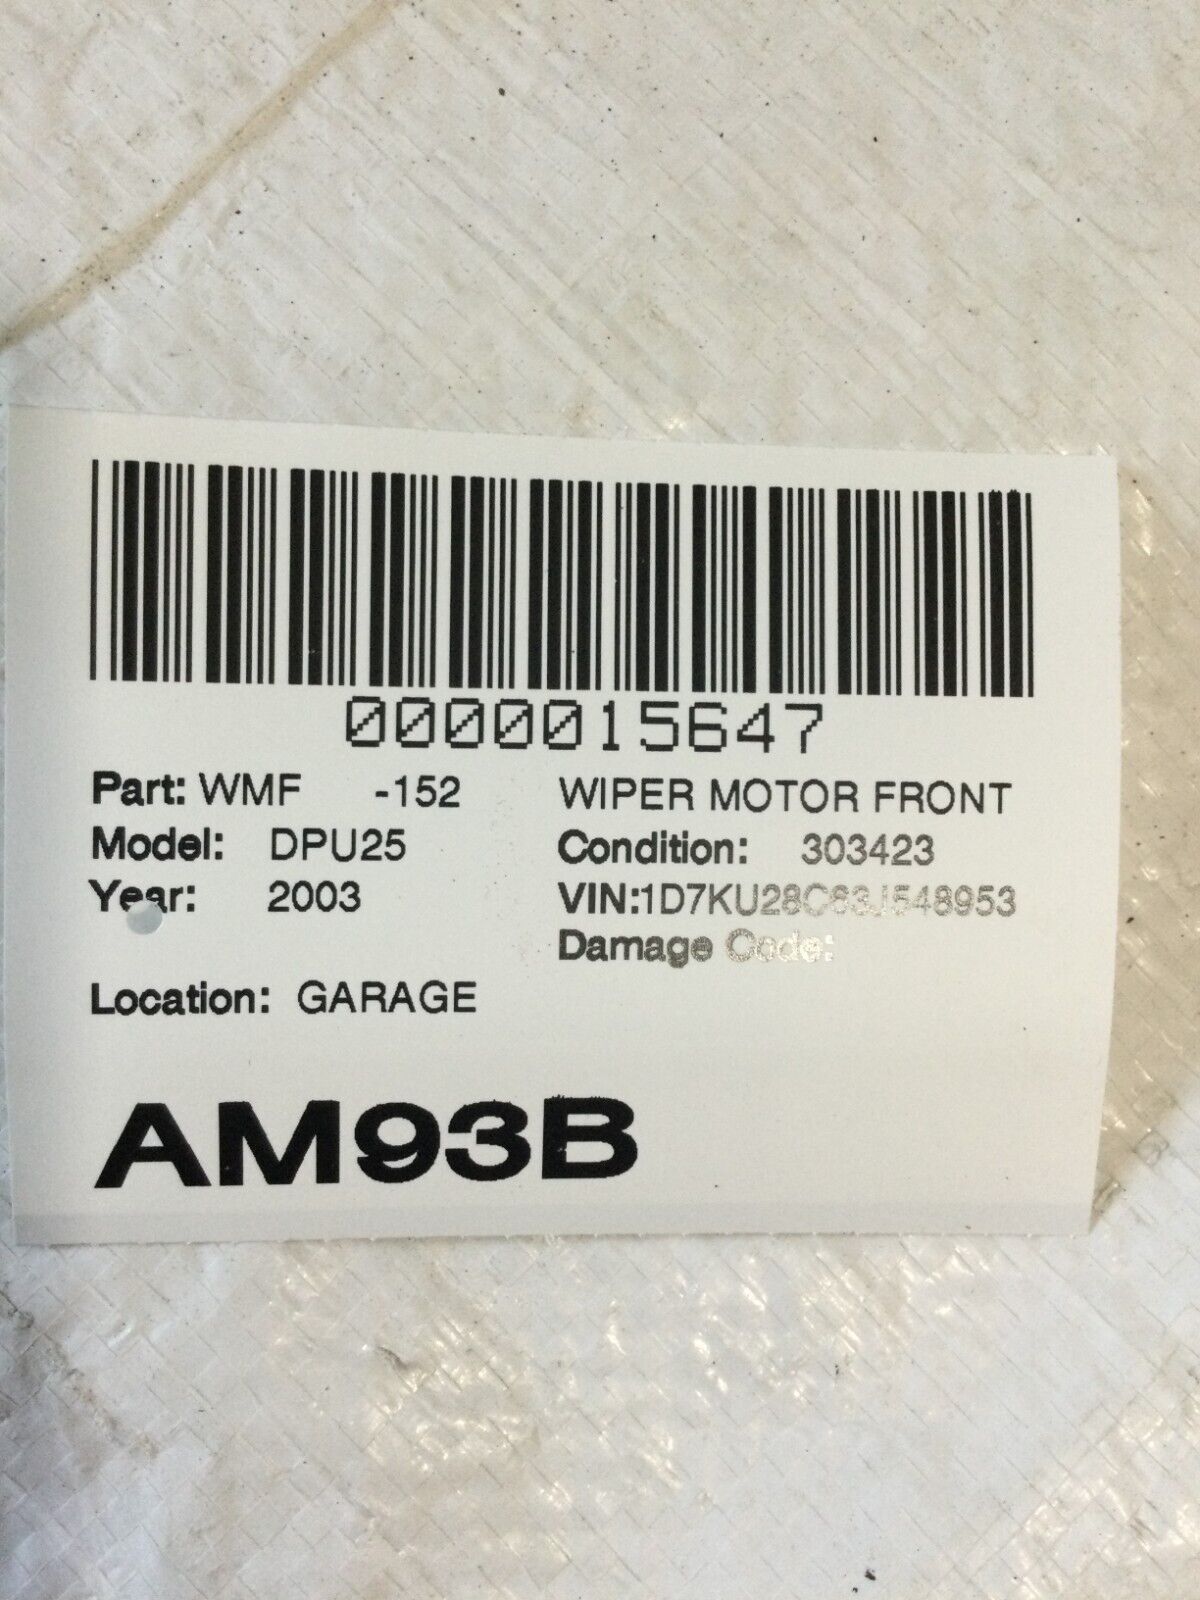 0000015647
Part: WMF -152 WIPER MOTOR FRONT
Model: DPU25 Condition: 303423
Year: 2003 VIN:1D7KU28C63J548953
Damage Code:
Location: GARAGE
AM93B